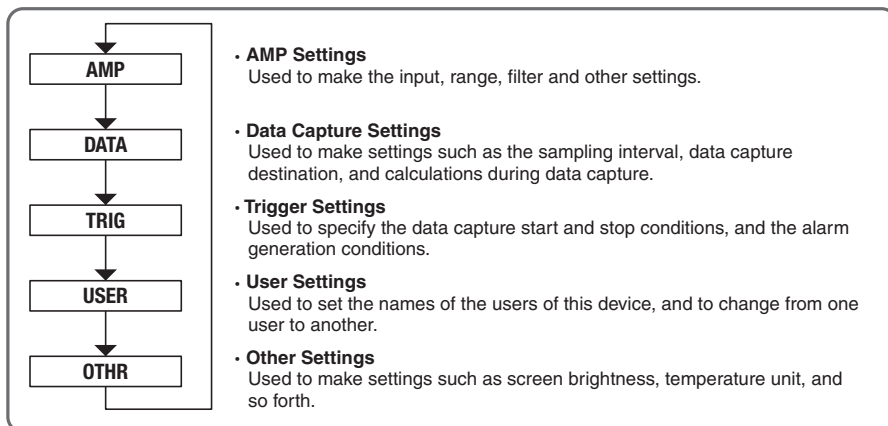 AMP
• AMP Settings
Used to make the input, range, filter and other settings.
DATA
• Data Capture Settings
Used to make settings such as the sampling interval, data capture
destination, and calculations during data capture.
TRIG
• Trigger Settings
Used to specify the data capture start and stop conditions, and the alarm
generation conditions.
USER
• User Settings
Used to set the names of the users of this device, and to change from one
user to another.
OTHR
• Other Settings
Used to make settings such as screen brightness, temperature unit, and
so forth.